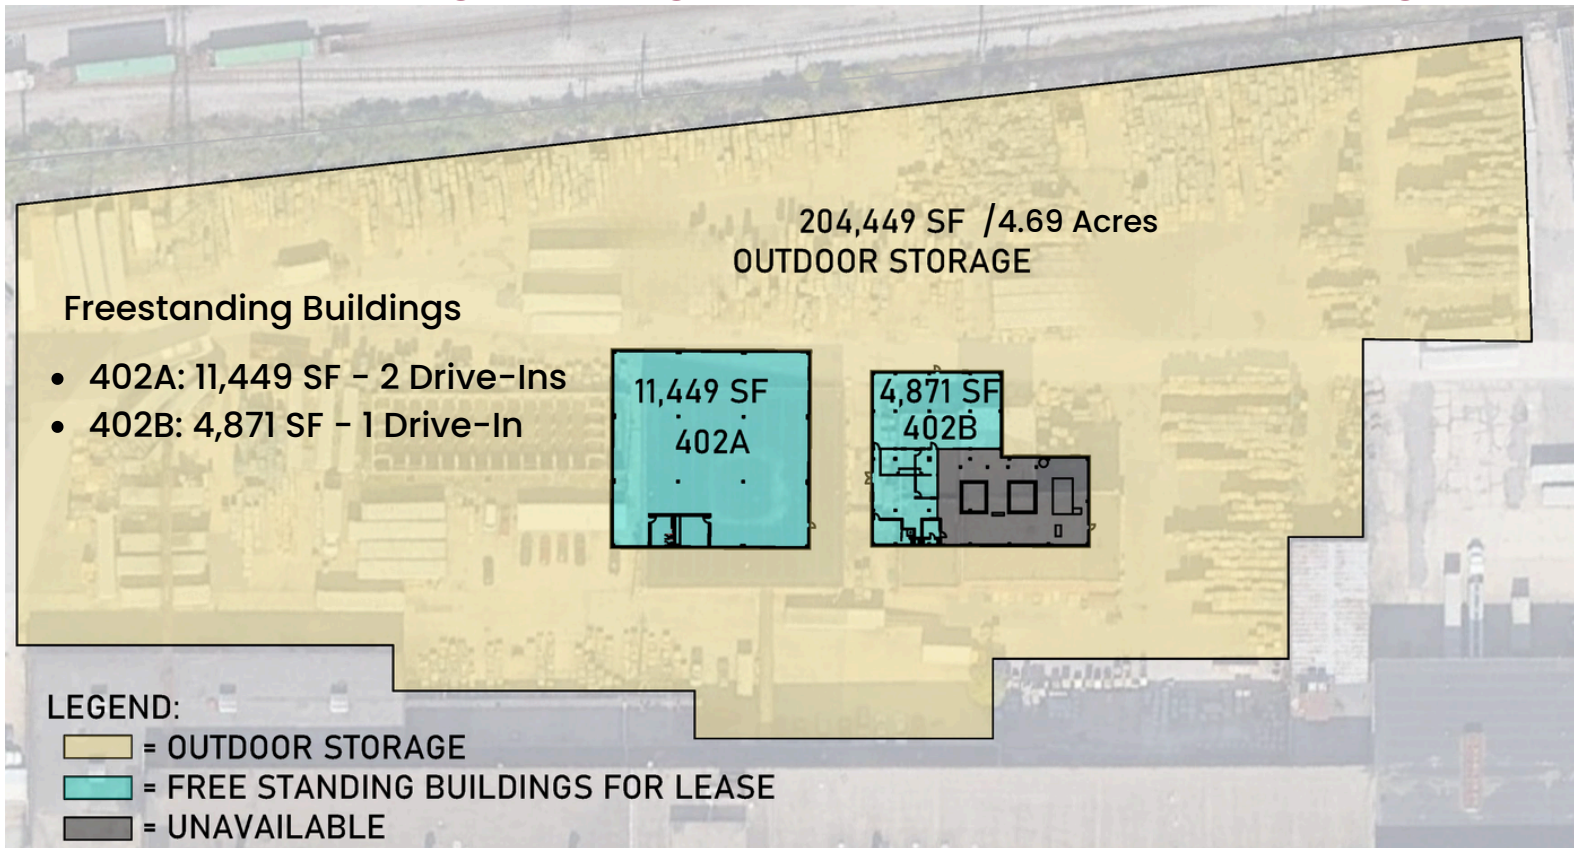 204,449 SF /4.69 Acres
OUTDOOR STORAGE
Freestanding Buildings
• 402A: 11,449 SF - 2 Drive-Ins
• 402B: 4,871 SF - 1 Drive-In
11,449 SF
402A
4,871 SF
402B
LEGEND:
= OUTDOOR STORAGE
= FREE STANDING BUILDINGS FOR LEASE
= UNAVAILABLE